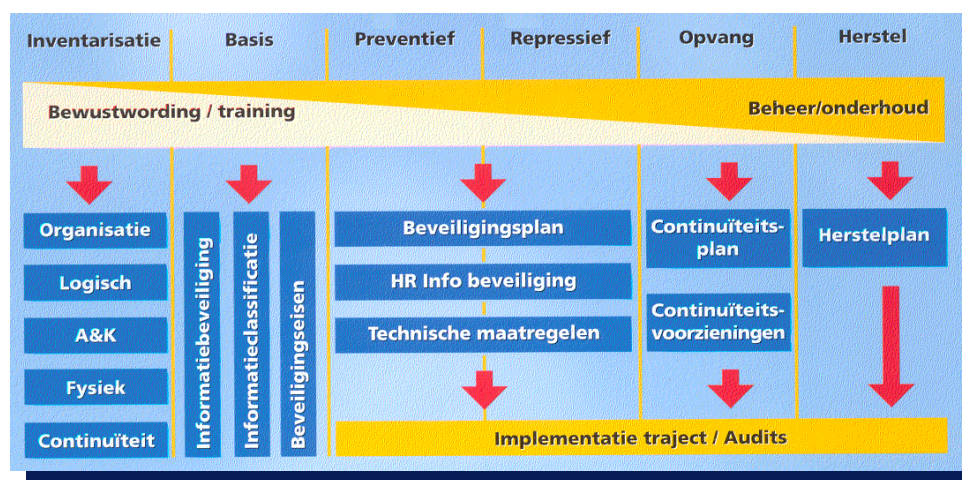 Inventarisatie
Basis
Preventief
Repressief
Opvang
Herstel
Bewustwording / training
Beheer/onderhoud
Organisatie
Logisch
A&K
Fysiek
Continuïteit
Informatiebeveiliging
Informatieclassificatie
Beveiligingseisen
Beveiligingsplan
HR Info beveiliging
Technische maatregelen
Continuïteits-
plan
Continuïteits-
voorzieningen
Herstelplan
Implementatie traject / Audits